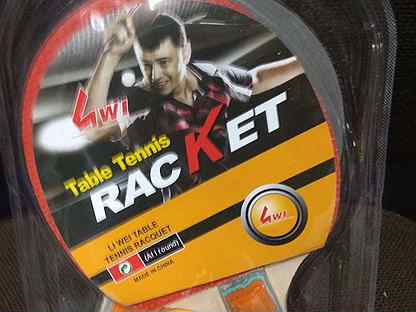 LWI
Table Tennis
RACKET
LWI
LI WEI TABLE
TENNIS RACQUET
(All round)
MADE IN CHINA